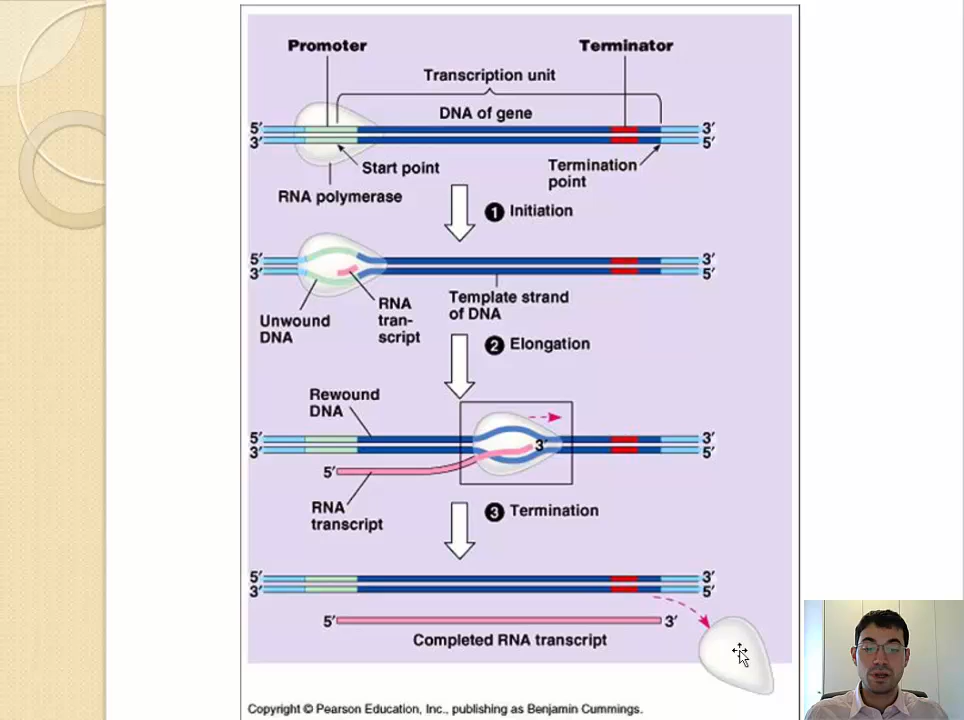 Promoter
Terminator
Transcription unit
DNA of gene
5′
3′
3′
5′
Start point
Termination
point
RNA polymerase
1 Initiation
5′
3′
3′
5′
RNA
tran-
script
Template strand
of DNA
Unwound
DNA
2 Elongation
Rewound
DNA
5′
3′
3′
3′
5′
5′
RNA
transcript
3 Termination
5′
3′
3′
5′
5′
3′
Completed RNA transcript
Copyright © Pearson Education, Inc., publishing as Benjamin Cummings.